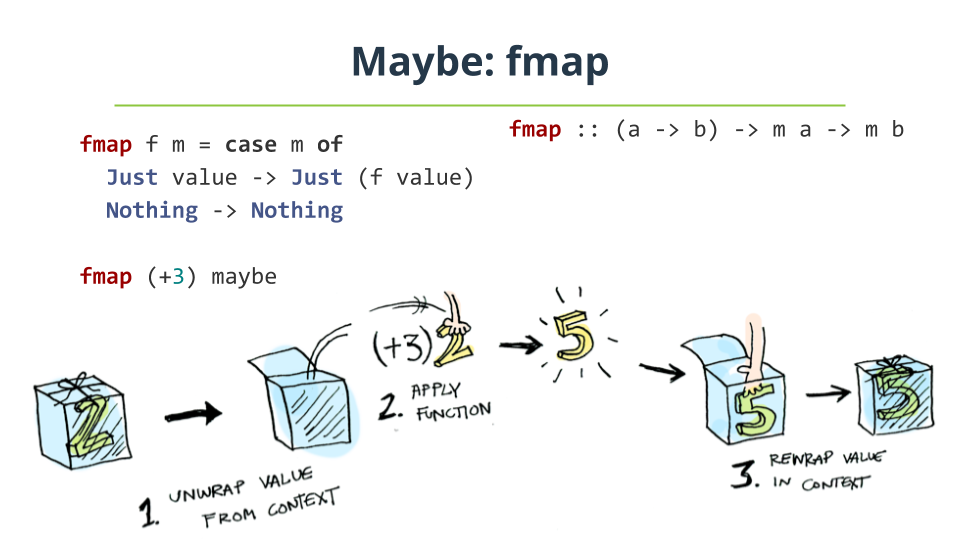 Maybe: fmap
fmap f m = case m of
  Just value -> Just (f value)
  Nothing -> Nothing
fmap :: (a -> b) -> m a -> m b
fmap (+3) maybe
2
(+3) 2
5
5
5
1. UNWRAP VALUE
FROM CONTEXT
2. APPLY
FUNCTION
3. REWRAP VALUE
IN CONTEXT